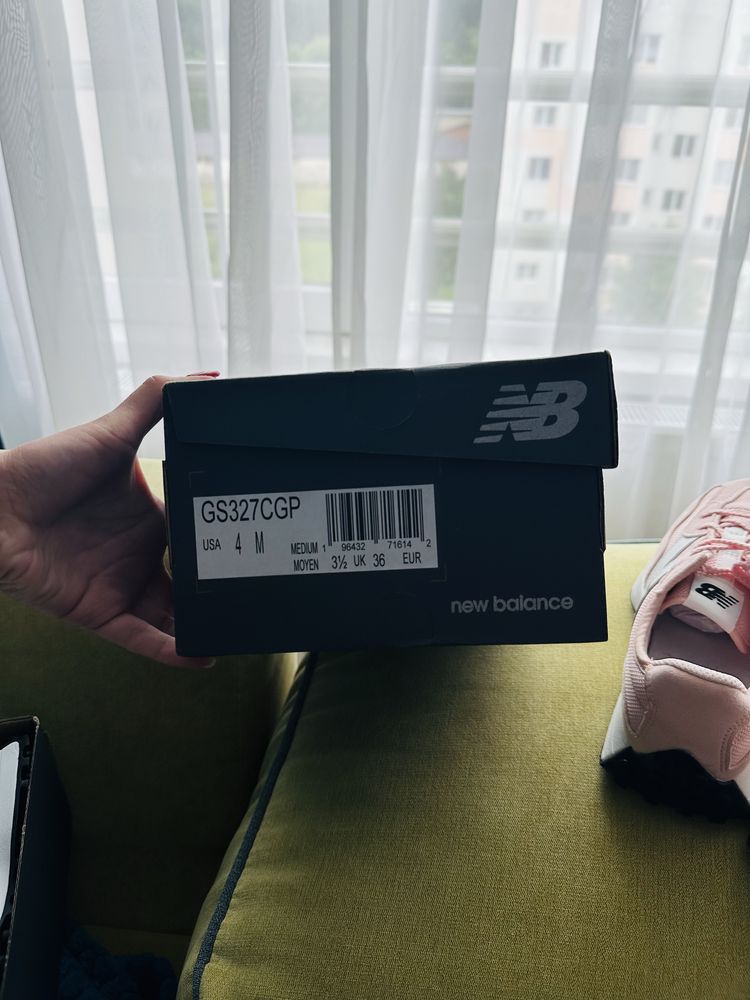 NB
GS327CGP
USA 4 M MEDIUM 1 96432 71614 2
MOYEN 3½ UK 36 EUR
new balance